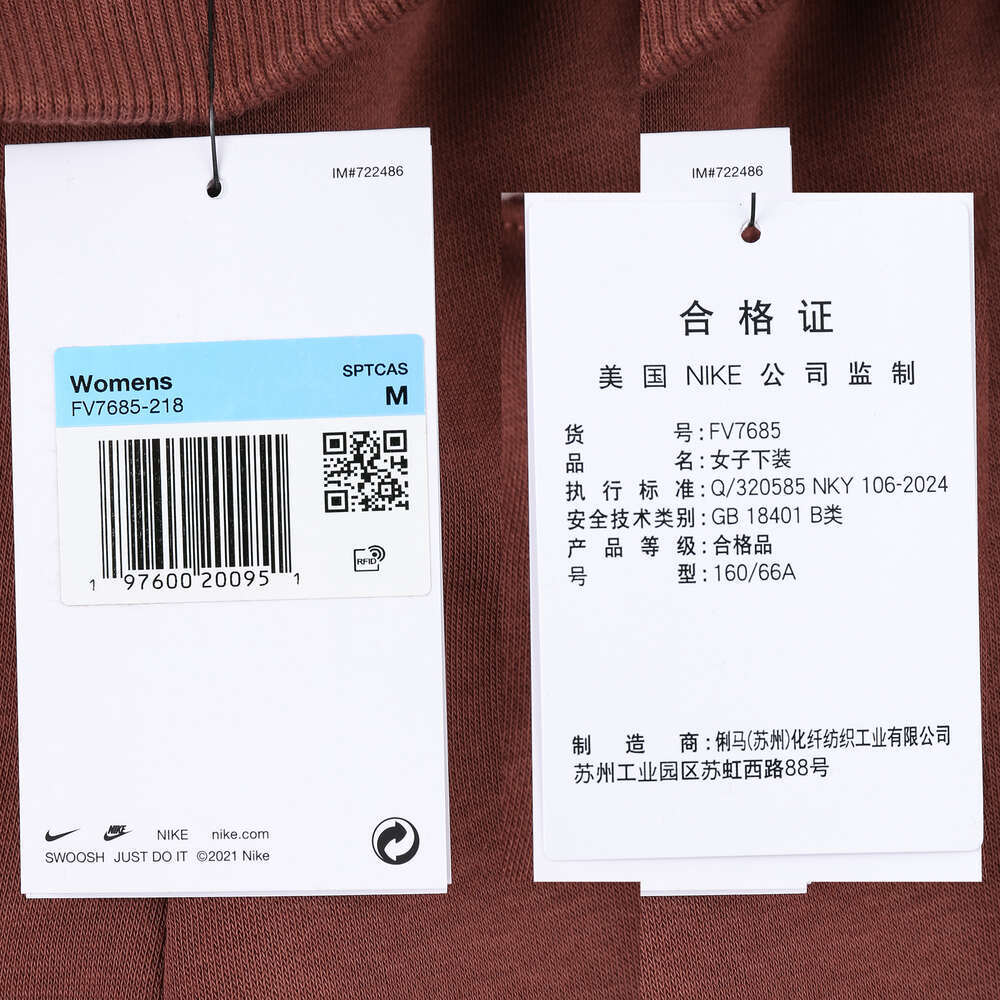 IM#722486
Womens
FV7685-218
SPTCAS
M
RFID
1 97600 20095 1
NIKE
NIKE nike.com
SWOOSH JUST DO IT ©2021 Nike
IM#722486
合格证
美国 NIKE 公司监制
货 号:FV7685
品 名:女子下装
执行标准:Q/320585 NKY 106-2024
安全技术类别:GB 18401 B类
产品等级:合格品
号 型:160/66A
制造商:俐马(苏州)化纤纺织工业有限公司
苏州工业园区苏虹西路88号